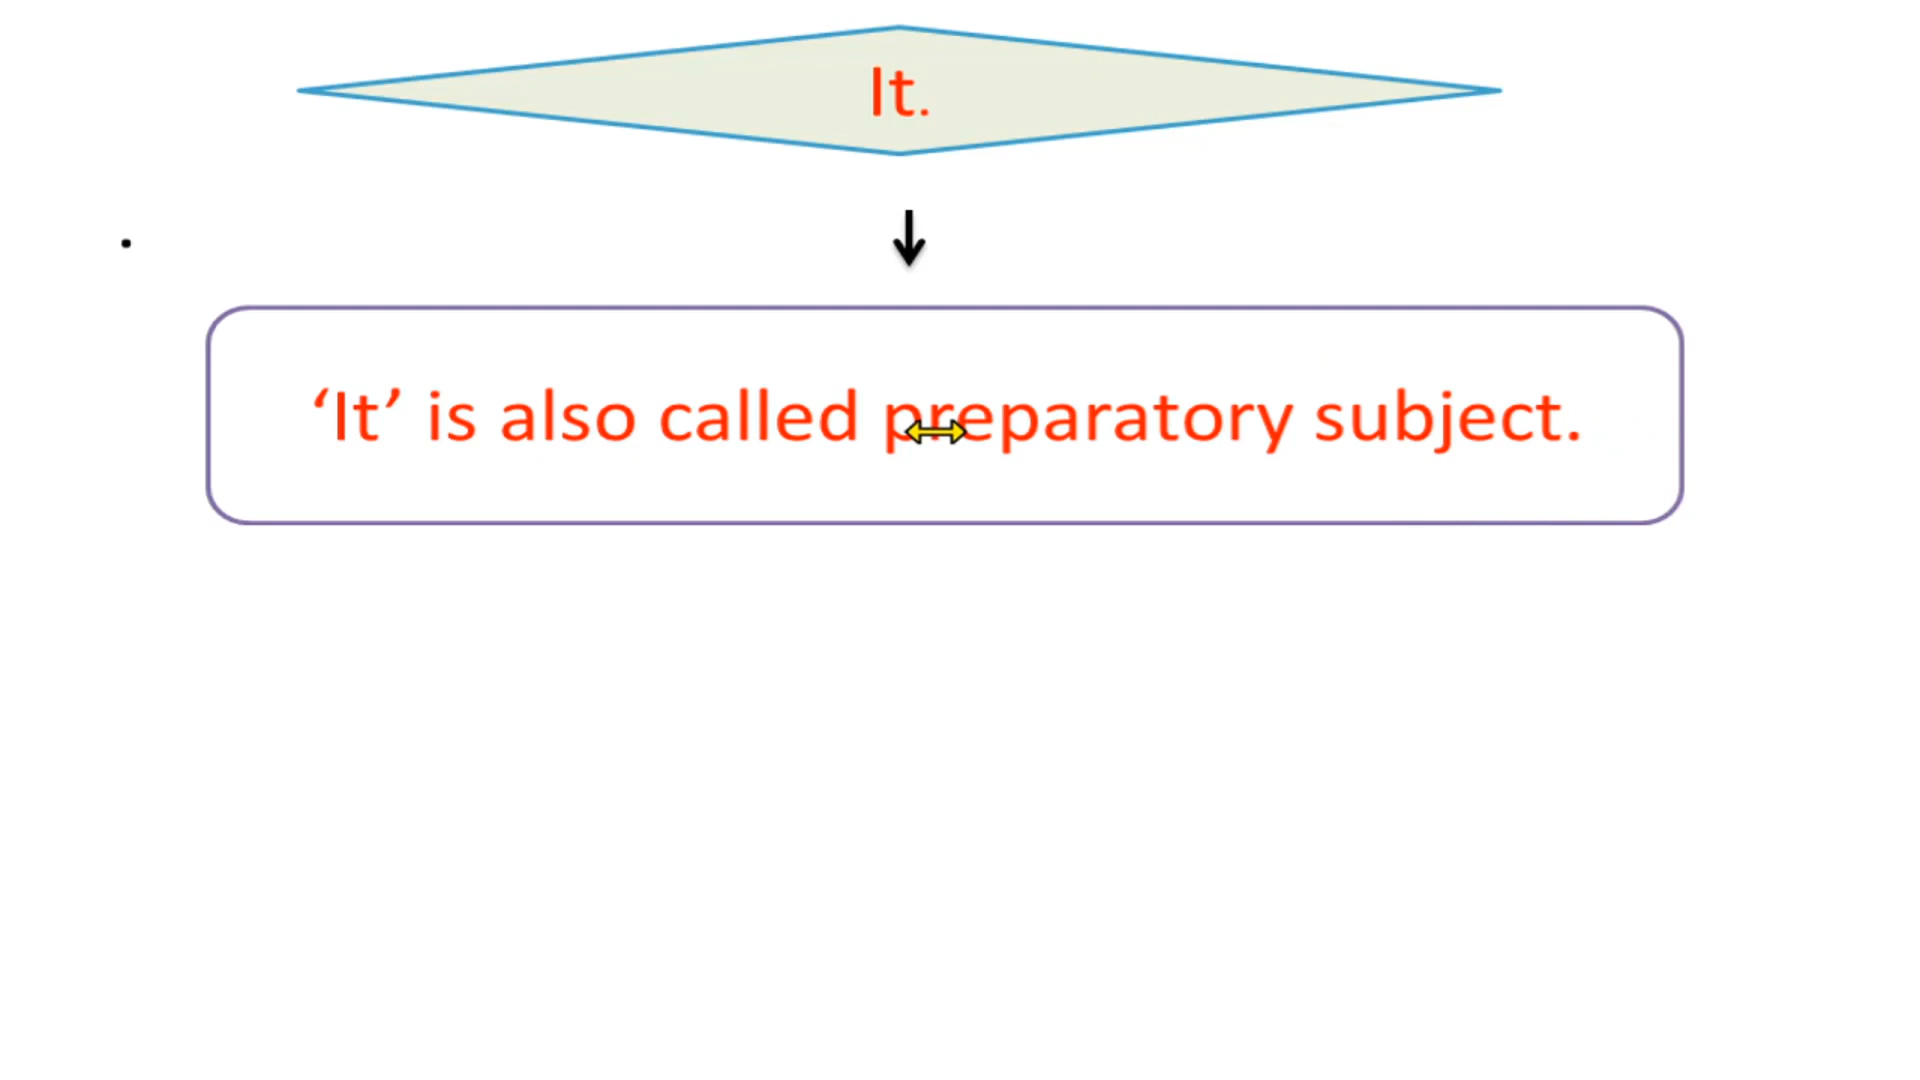 It.
‘It’ is also called preparatory subject.